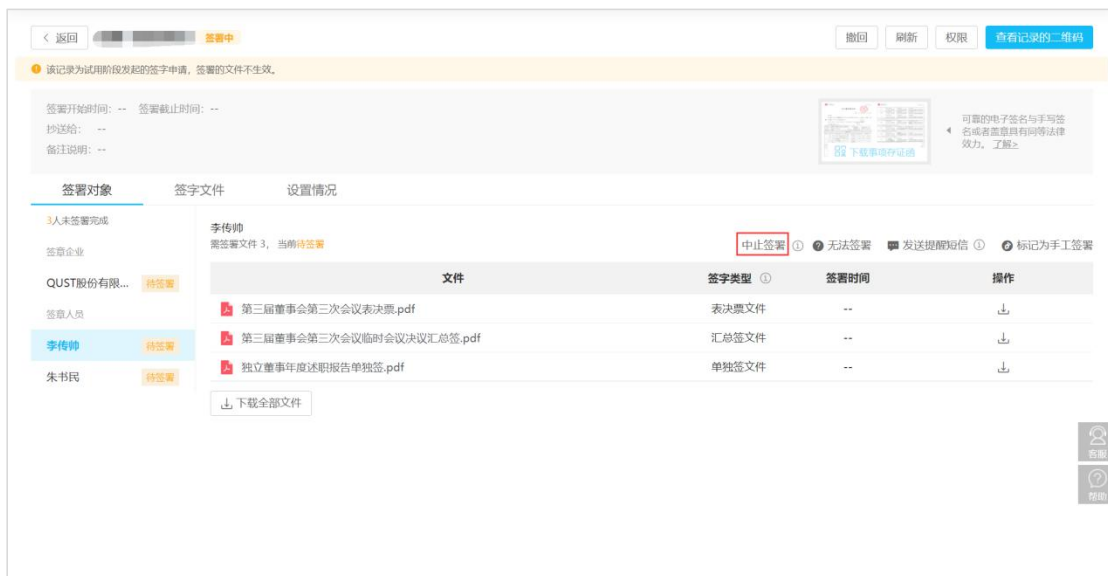 返回 签署中 撤回 刷新 权限 查看记录的二维码
该记录为试用阶段发起的签字申请，签署的文件不生效。
签署开始时间：-- 签署截止时间：--
抄送给： --
备注说明：--
下载事项存证函
可靠的电子签名与手写签
名或者盖章具有同等法律
效力。了解>
签署对象 签字文件 设置情况
3人未签署完成
签章企业
QUST股份有限... 待签署
签章人员
李传帅 待签署
朱书民 待签署
李传帅
需签署文件 3， 当前待签署
中止签署 无法签署 发送提醒短信 标记为手工签署
文件 签字类型 签署时间 操作
第三届董事会第三次会议表决票.pdf 表决票文件 --
第三届董事会第三次会议临时会议决议汇总签.pdf 汇总签文件 --
独立董事年度述职报告单独签.pdf 单独签文件 --
下载全部文件
客服
帮助